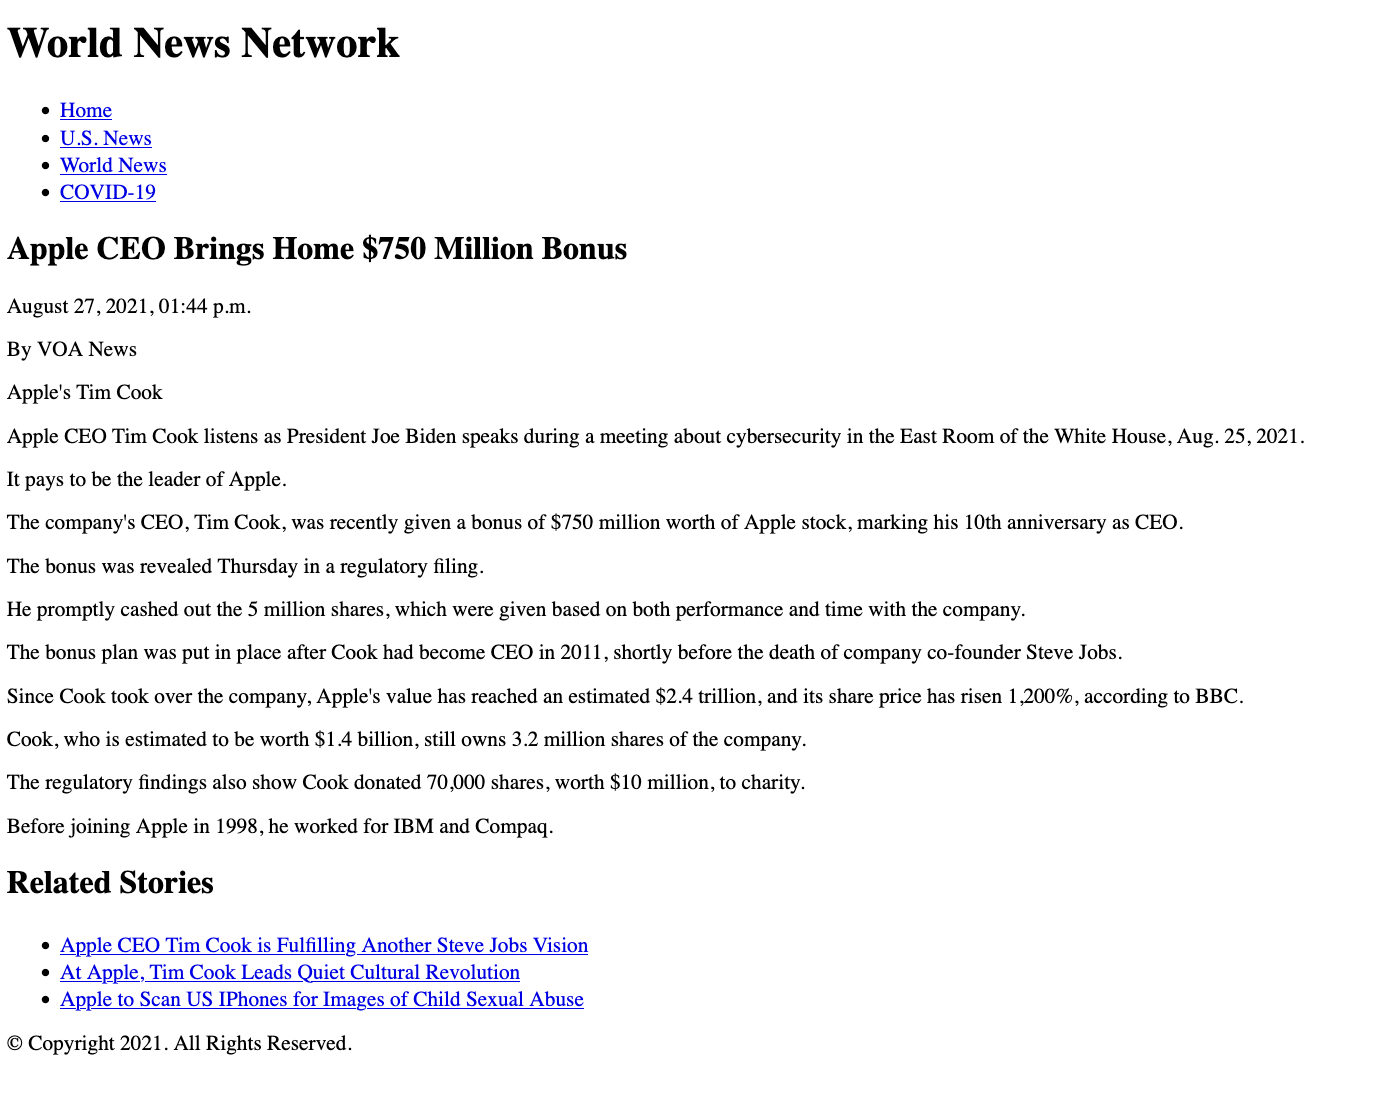 World News Network
Home
U.S. News
World News
COVID-19
Apple CEO Brings Home $750 Million Bonus
August 27, 2021, 01:44 p.m.
By VOA News
Apple's Tim Cook
Apple CEO Tim Cook listens as President Joe Biden speaks during a meeting about cybersecurity in the East Room of the White House, Aug. 25, 2021.
It pays to be the leader of Apple.
The company's CEO, Tim Cook, was recently given a bonus of $750 million worth of Apple stock, marking his 10th anniversary as CEO.
The bonus was revealed Thursday in a regulatory filing.
He promptly cashed out the 5 million shares, which were given based on both performance and time with the company.
The bonus plan was put in place after Cook had become CEO in 2011, shortly before the death of company co-founder Steve Jobs.
Since Cook took over the company, Apple's value has reached an estimated $2.4 trillion, and its share price has risen 1,200%, according to BBC.
Cook, who is estimated to be worth $1.4 billion, still owns 3.2 million shares of the company.
The regulatory findings also show Cook donated 70,000 shares, worth $10 million, to charity.
Before joining Apple in 1998, he worked for IBM and Compaq.
Related Stories
Apple CEO Tim Cook is Fulfilling Another Steve Jobs Vision
At Apple, Tim Cook Leads Quiet Cultural Revolution
Apple to Scan US IPhones for Images of Child Sexual Abuse
© Copyright 2021. All Rights Reserved.